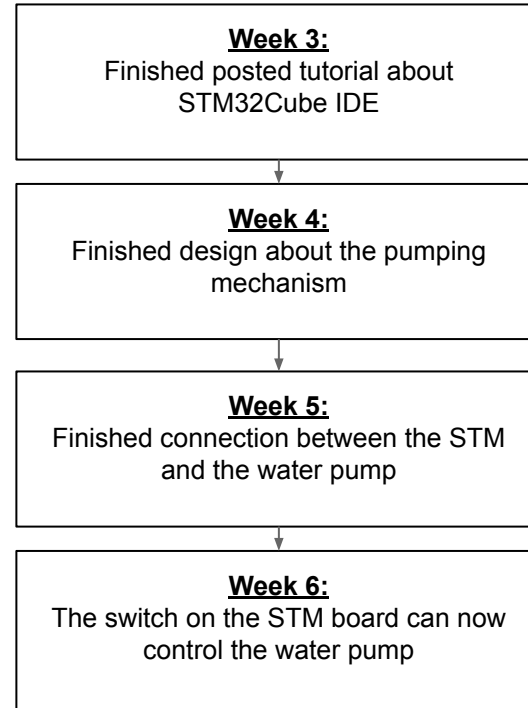 Week 3:
Finished posted tutorial about
STM32Cube IDE
Week 4:
Finished design about the pumping
mechanism
Week 5:
Finished connection between the STM
and the water pump
Week 6:
The switch on the STM board can now
control the water pump